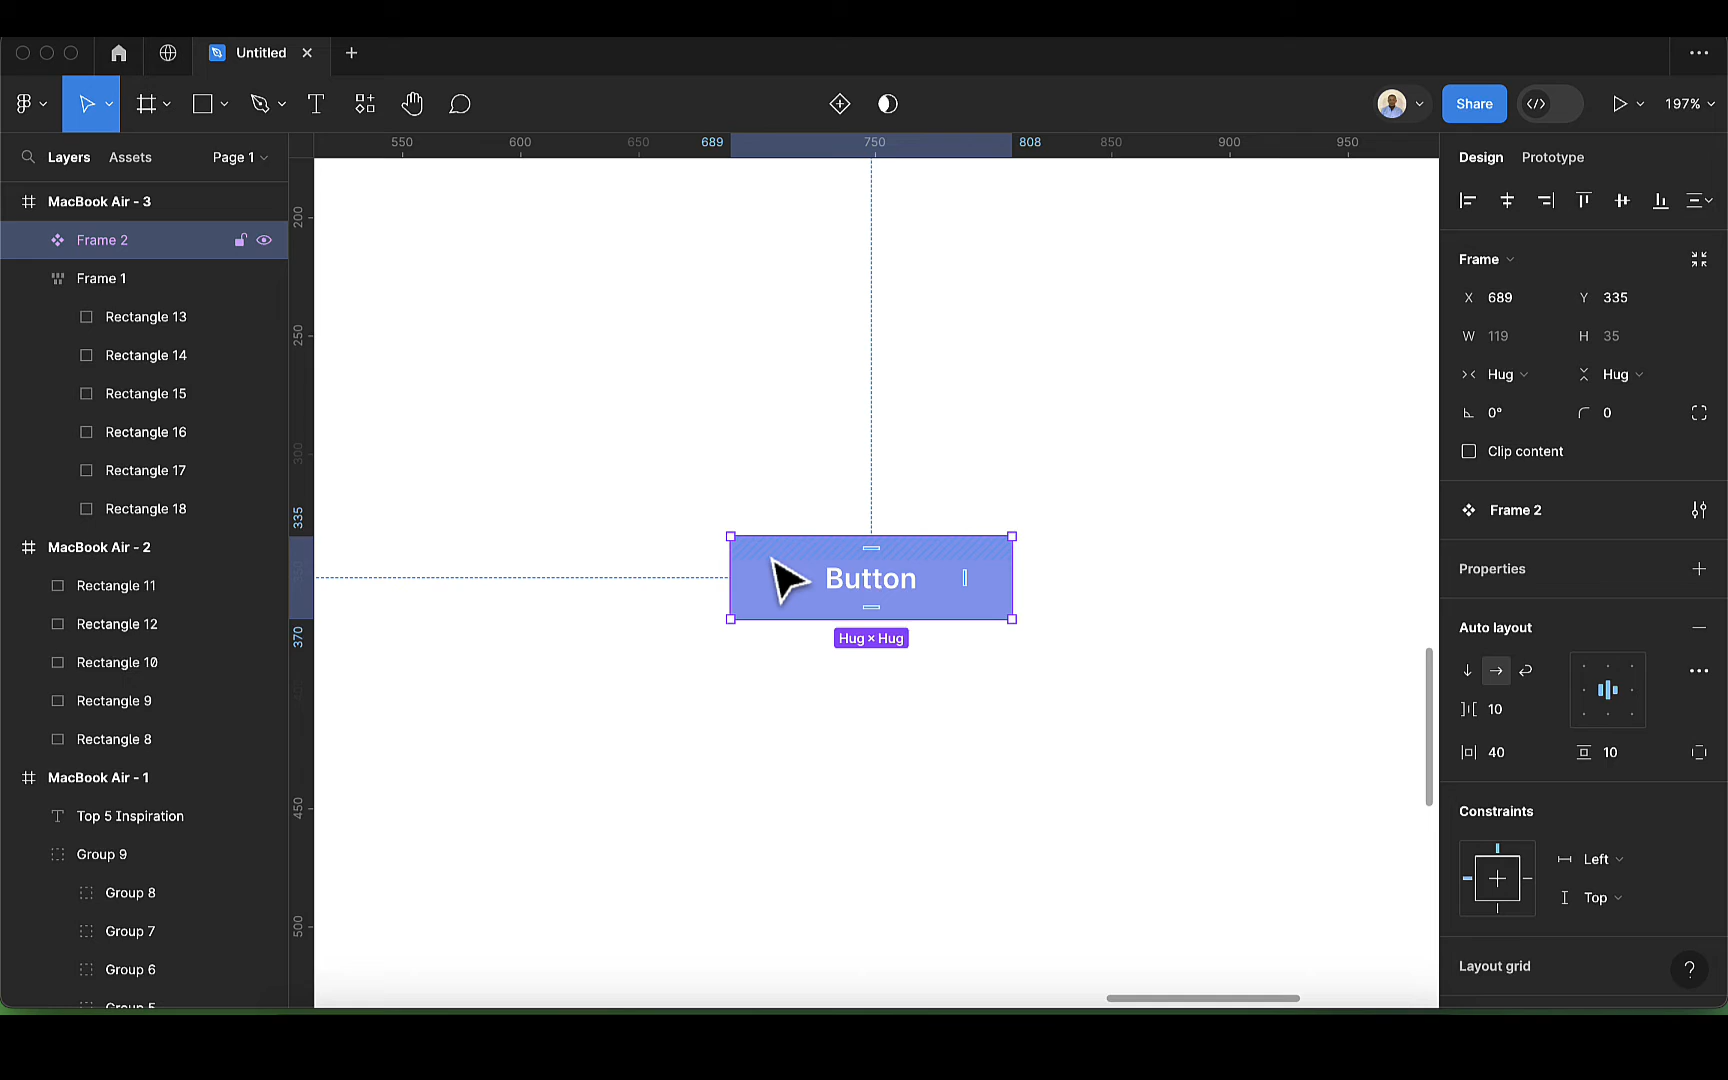 Untitled
Share
197%
Layers
Assets
Page 1
550
600
650
689
750
808
850
900
950
Design
Prototype
MacBook Air - 3
Frame 2
Frame 1
Rectangle 13
Rectangle 14
Rectangle 15
Rectangle 16
Rectangle 17
Rectangle 18
MacBook Air - 2
Rectangle 11
Rectangle 12
Rectangle 10
Rectangle 9
Rectangle 8
MacBook Air - 1
Top 5 Inspiration
Group 9
Group 8
Group 7
Group 6
Group 5
200
250
300
335
370
450
500
Button
Hug × Hug
Frame
X 689
Y 335
W 119
H 35
Hug
Hug
0°
0
Clip content
Frame 2
Properties
Auto layout
10
40
10
Constraints
Left
Top
Layout grid
?